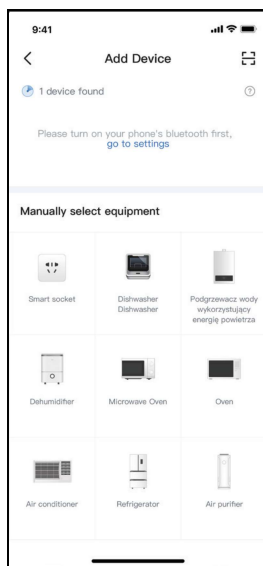 9:41
Add Device
1 device found
Please turn on your phone's bluetooth first,
go to settings
Manually select equipment
Smart socket
Dishwasher
Dishwasher
Podgrzewacz wody
wykorzystujący
energię powietrza
Dehumidifier
Microwave Oven
Oven
Air conditioner
Refrigerator
Air purifier